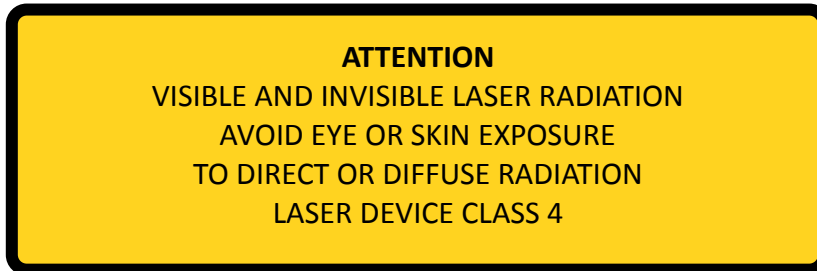 ATTENTION
VISIBLE AND INVISIBLE LASER RADIATION
AVOID EYE OR SKIN EXPOSURE
TO DIRECT OR DIFFUSE RADIATION
LASER DEVICE CLASS 4